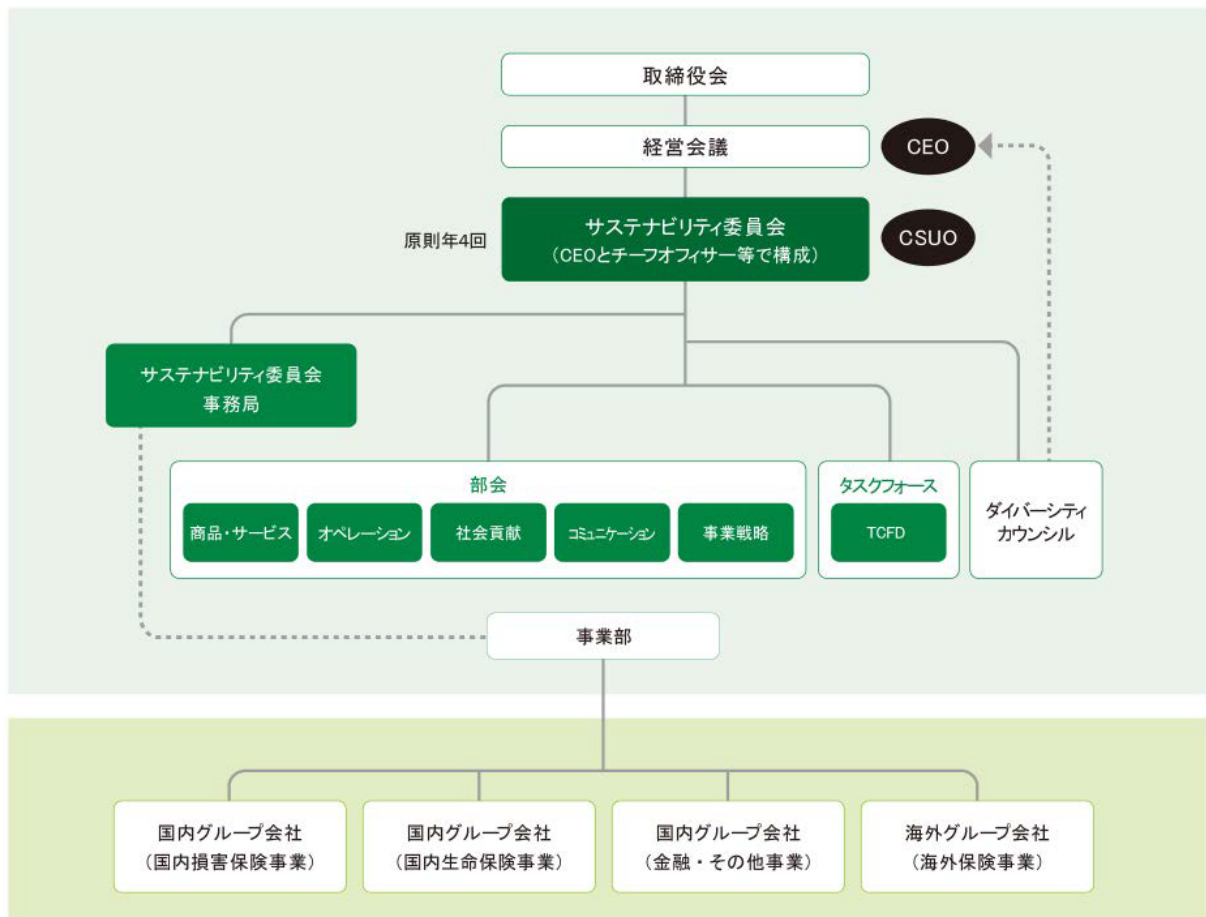 取締役会
経営会議
CEO
原則年4回
サステナビリティ委員会
（CEOとチーフオフィサー等で構成）
CSUO
サステナビリティ委員会
事務局
部会
商品・サービス
オペレーション
社会貢献
コミュニケーション
事業戦略
タスクフォース
TCFD
ダイバーシティ
カウンシル
事業部
国内グループ会社
（国内損害保険事業）
国内グループ会社
（国内生命保険事業）
国内グループ会社
（金融・その他事業）
海外グループ会社
（海外保険事業）